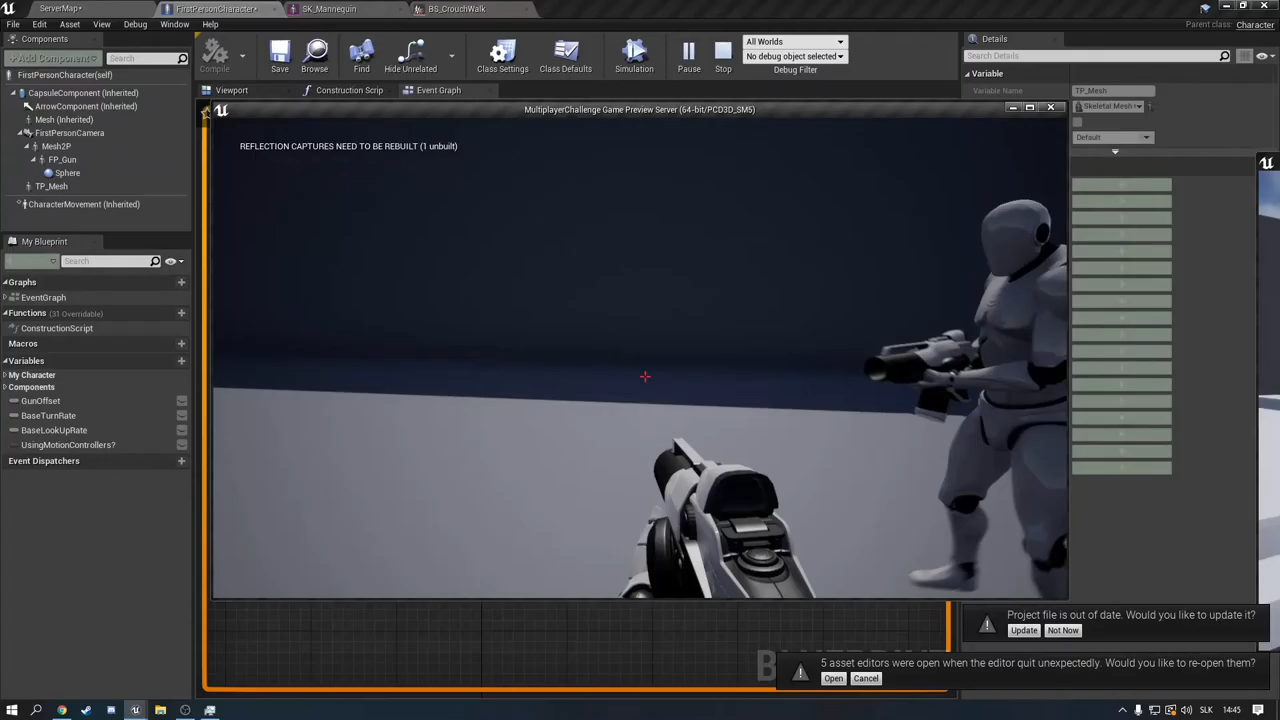 ServerMap*
FirstPersonCharacter*
SK_Mannequin
BS_CrouchWalk
File
Edit
Asset
View
Debug
Window
Help
Parent class: Character
Components
+ Add Component
Search
FirstPersonCharacter(self)
CapsuleComponent (Inherited)
ArrowComponent (Inherited)
Mesh (Inherited)
FirstPersonCamera
Mesh2P
FP_Gun
Sphere
TP_Mesh
CharacterMovement (Inherited)
My Blueprint
Search
Graphs
EventGraph
Functions (31 Overridable)
ConstructionScript
Macros
Variables
My Character
Components
GunOffset
BaseTurnRate
BaseLookUpRate
UsingMotionControllers?
Event Dispatchers
Compile
Save
Browse
Find
Hide Unrelated
Class Settings
Class Defaults
Simulation
Pause
Stop
All Worlds
No debug object selected
Debug Filter
Viewport
Construction Scrip
Event Graph
MultiplayerChallenge Game Preview Server (64-bit/PCD3D_SM5)
REFLECTION CAPTURES NEED TO BE REBUILT (1 unbuilt)
Details
Search Details
Variable
Variable Name
TP_Mesh
Skeletal Mesh
Default
Project file is out of date. Would you like to update it?
Update
Not Now
5 asset editors were open when the editor quit unexpectedly. Would you like to re-open them?
Open
Cancel
SLK
14:45